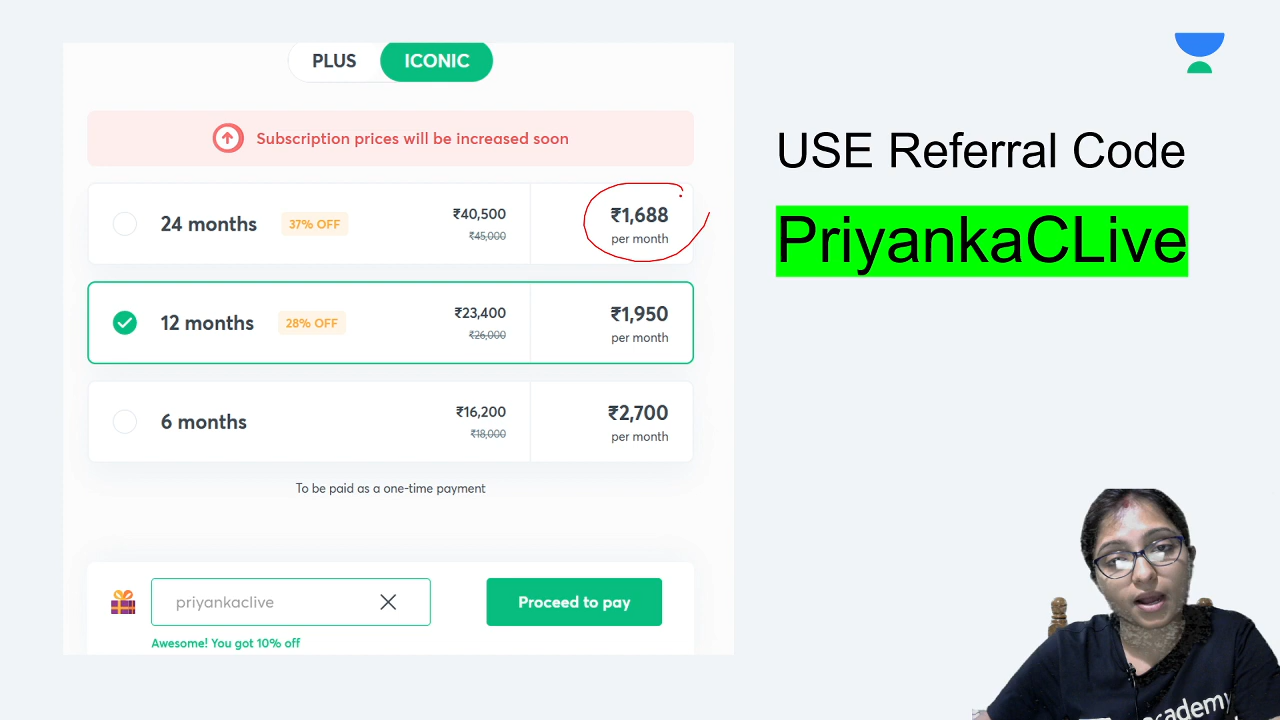 PLUS ICONIC
Subscription prices will be increased soon
24 months 37% OFF ₹40,500 ₹1,688
₹45,000 per month
12 months 28% OFF ₹23,400 ₹1,950
₹26,000 per month
6 months ₹16,200 ₹2,700
₹18,000 per month
To be paid as a one-time payment
priyankaclive Proceed to pay
Awesome! You got 10% off
USE Referral Code
PriyankaCLive
academy